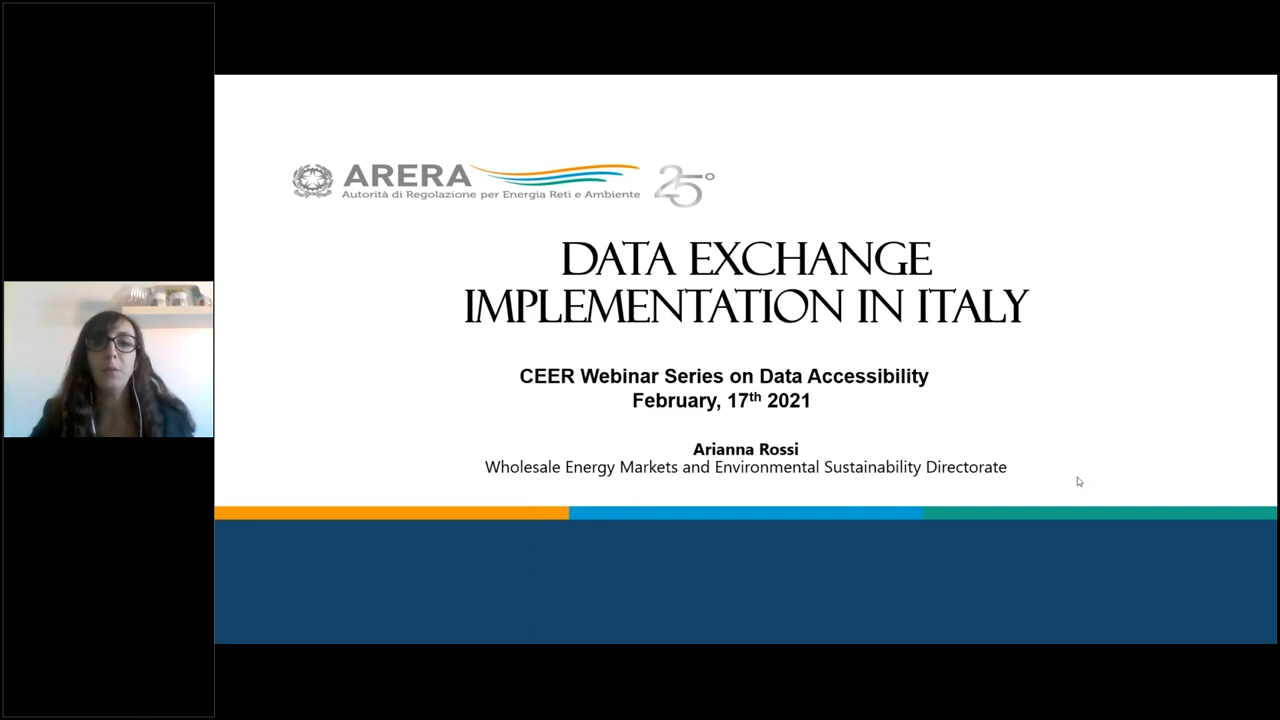 ARERA
Autorità di Regolazione per Energia Reti e Ambiente
25°
DATA EXCHANGE
IMPLEMENTATION IN ITALY
CEER Webinar Series on Data Accessibility
February, 17th 2021
Arianna Rossi
Wholesale Energy Markets and Environmental Sustainability Directorate